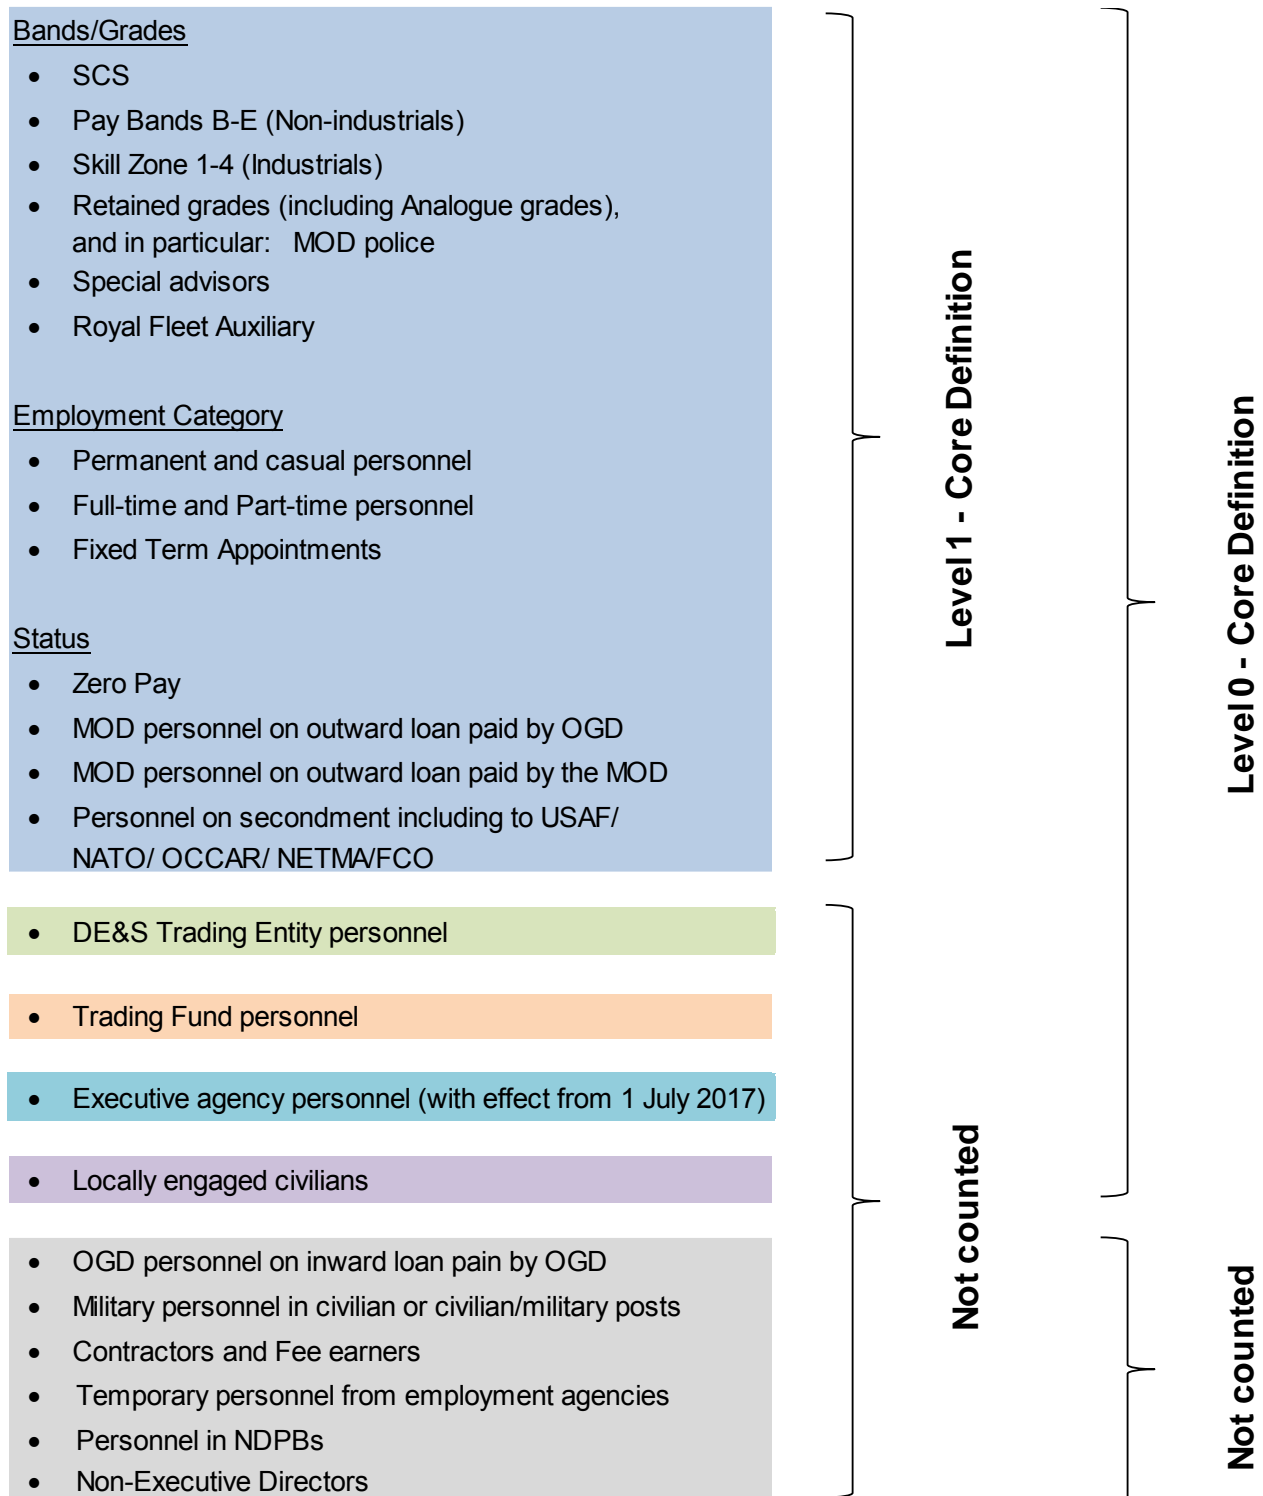 Bands/Grades
• SCS
• Pay Bands B-E (Non-industrials)
• Skill Zone 1-4 (Industrials)
• Retained grades (including Analogue grades),
and in particular: MOD police
• Special advisors
• Royal Fleet Auxiliary
Employment Category
• Permanent and casual personnel
• Full-time and Part-time personnel
• Fixed Term Appointments
Status
• Zero Pay
• MOD personnel on outward loan paid by OGD
• MOD personnel on outward loan paid by the MOD
• Personnel on secondment including to USAF/
NATO/ OCCAR/ NETMA/FCO
• DE&S Trading Entity personnel
• Trading Fund personnel
• Executive agency personnel (with effect from 1 July 2017)
• Locally engaged civilians
• OGD personnel on inward loan pain by OGD
• Military personnel in civilian or civilian/military posts
• Contractors and Fee earners
• Temporary personnel from employment agencies
• Personnel in NDPBs
• Non-Executive Directors
Level 1 - Core Definition
Not counted
Level 0 - Core Definition
Not counted